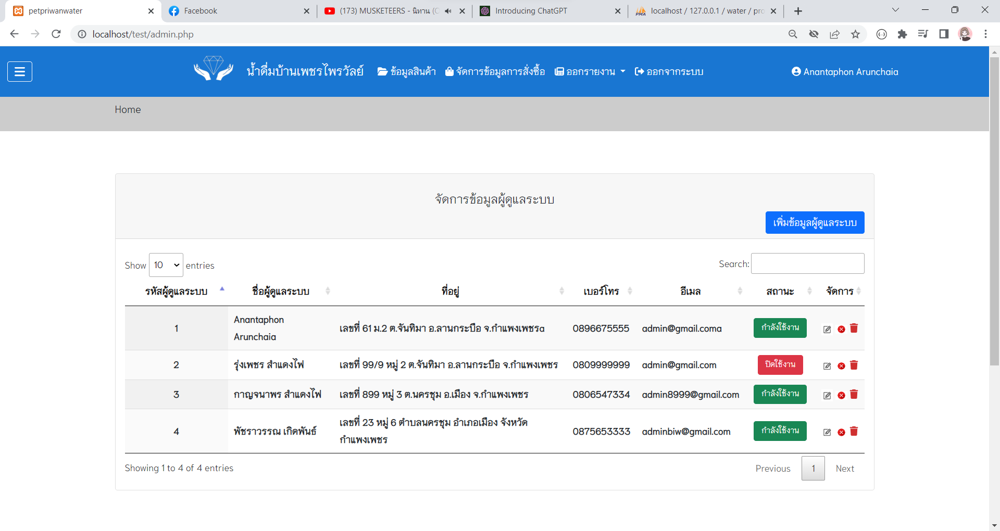 petpriwanwater
Facebook
(173) MUSKETEERS - นิทาน (
Introducing ChatGPT
localhost / 127.0.0.1 / water / pro
localhost/test/admin.php
น้ำดื่มบ้านเพชรไพรวัลย์
ข้อมูลสินค้า
จัดการข้อมูลการสั่งซื้อ
ออกรายงาน
ออกจากระบบ
Anantaphon Arunchaia
Home
จัดการข้อมูลผู้ดูแลระบบ
เพิ่มข้อมูลผู้ดูแลระบบ
Show 10 entries
Search:
รหัสผู้ดูแลระบบ ชื่อผู้ดูแลระบบ ที่อยู่ เบอร์โทร อีเมล สถานะ จัดการ
1 Anantaphon Arunchaia เลขที่ 61 ม.2 ต.จันทิมา อ.ลานกระบือ จ.กำแพงเพชรa 0896675555 admin@gmail.coma กำลังใช้งาน
2 รุ่งเพชร สำแดงไฟ เลขที่ 99/9 หมู่ 2 ต.จันทิมา อ.ลานกระบือ จ.กำแพงเพชร 0809999999 admin@gmail.com ปิดใช้งาน
3 กาญจนาพร สำแดงไฟ เลขที่ 899 หมู่ 3 ต.นครชุม อ.เมือง จ.กำแพงเพชร 0806547334 admin8999@gmail.com กำลังใช้งาน
4 พัชราวรรณ เกิดพันธ์ เลขที่ 23 หมู่ 6 ตำบลนครชุม อำเภอเมือง จังหวัด กำแพงเพชร 0875653333 adminbiw@gmail.com กำลังใช้งาน
Showing 1 to 4 of 4 entries
Previous 1 Next